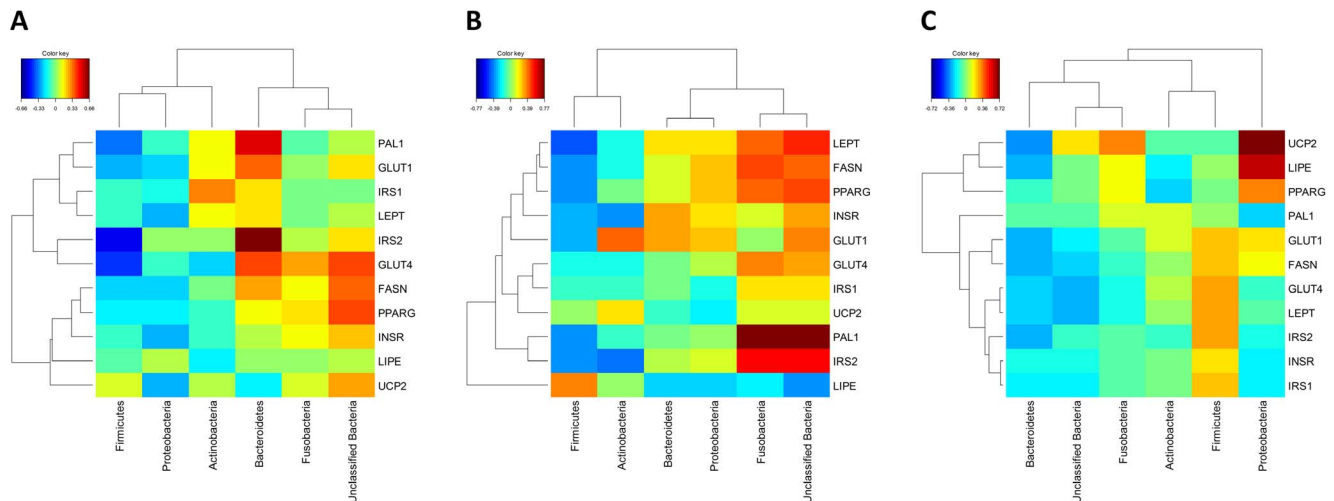 A
Color key
-0.66 -0.33 0 0.33 0.66
PAL1
GLUT1
IRS1
LEPT
IRS2
GLUT4
FASN
PPARG
INSR
LIPE
UCP2
Firmicutes
Proteobacteria
Actinobacteria
Bacteroidetes
Fusobacteria
Unclassified Bacteria
B
Color key
-0.77 -0.39 0 0.39 0.77
LEPT
FASN
PPARG
INSR
GLUT1
GLUT4
IRS1
UCP2
PAL1
IRS2
LIPE
Firmicutes
Actinobacteria
Bacteroidetes
Proteobacteria
Fusobacteria
Unclassified Bacteria
C
Color key
-0.72 -0.36 0 0.36 0.72
UCP2
LIPE
PPARG
PAL1
GLUT1
FASN
GLUT4
LEPT
IRS2
INSR
IRS1
Bacteroidetes
Unclassified Bacteria
Fusobacteria
Actinobacteria
Firmicutes
Proteobacteria